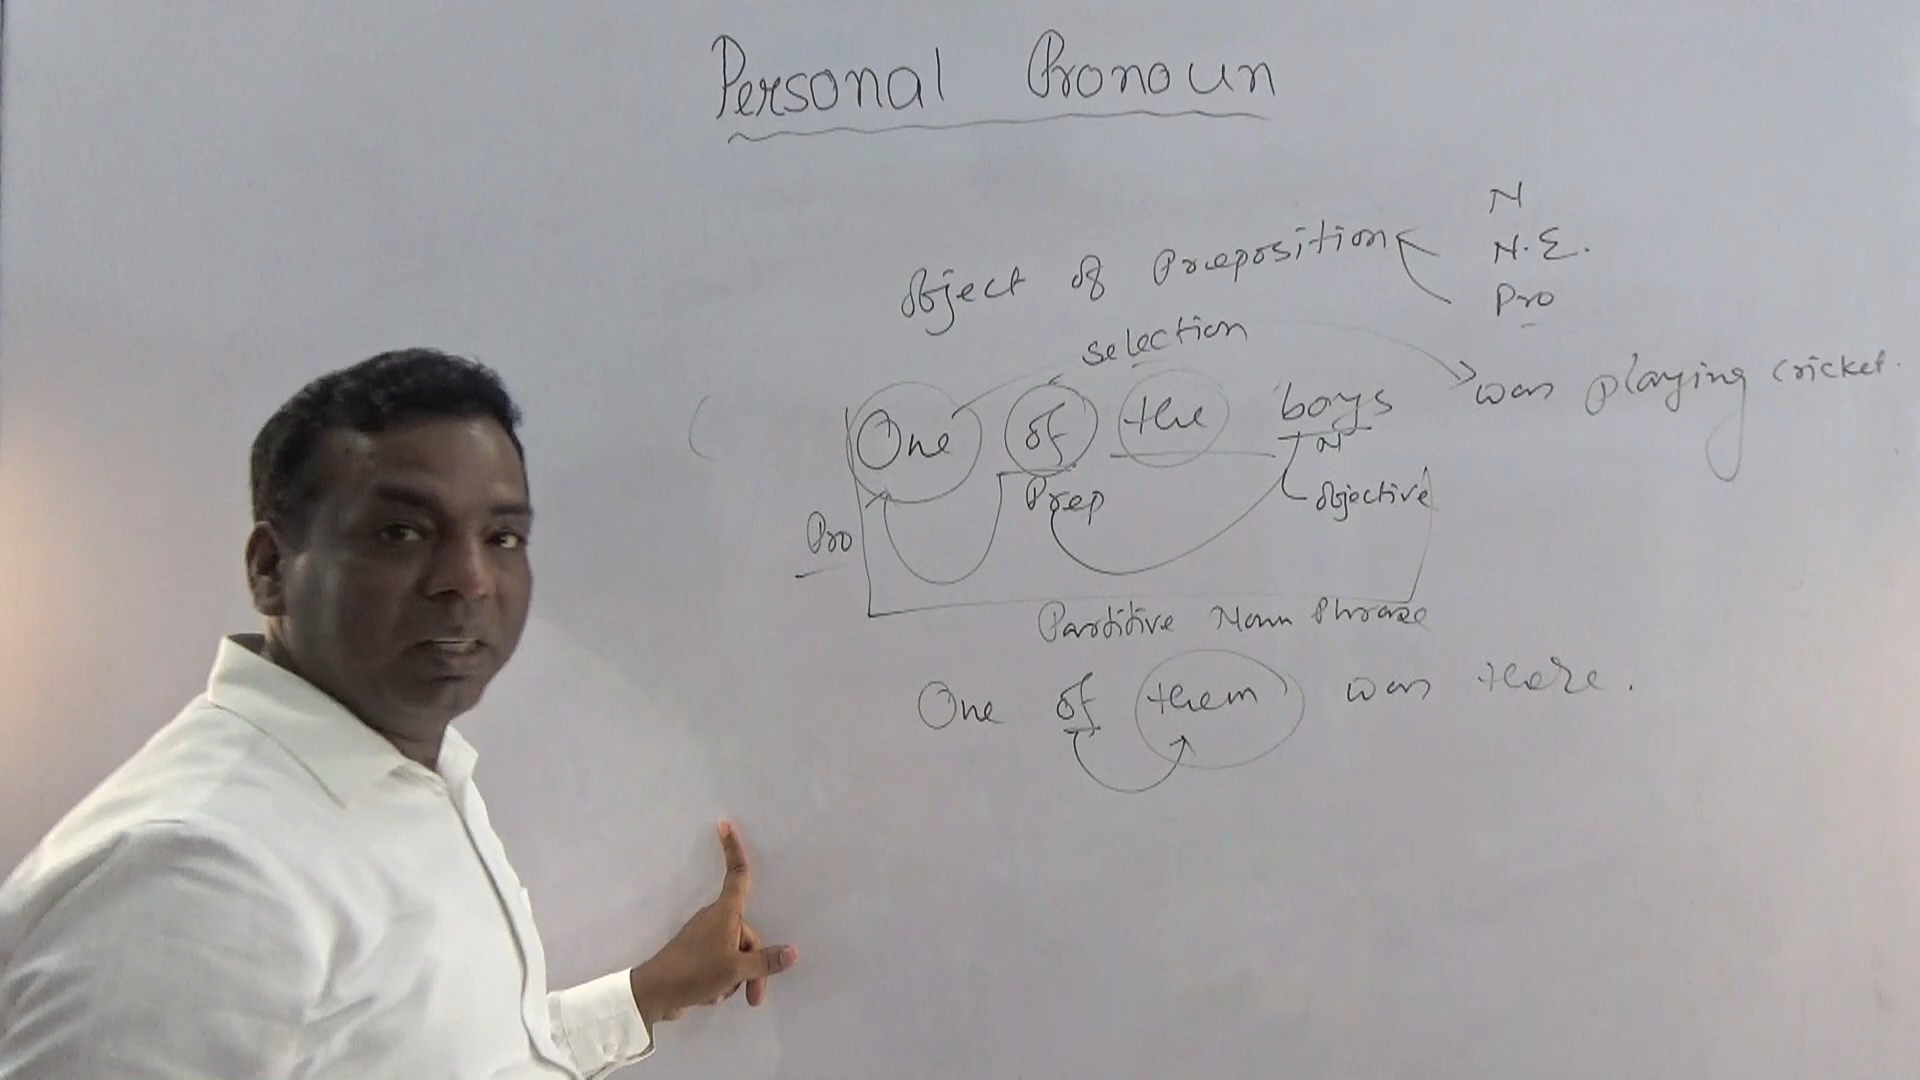 Personal Pronoun
N
Object of Preposition N.E.
Pro
selection
One of the boys was playing cricket.
N
Prep Objective
Pro
Partitive Noun Phrase
One of them was there.